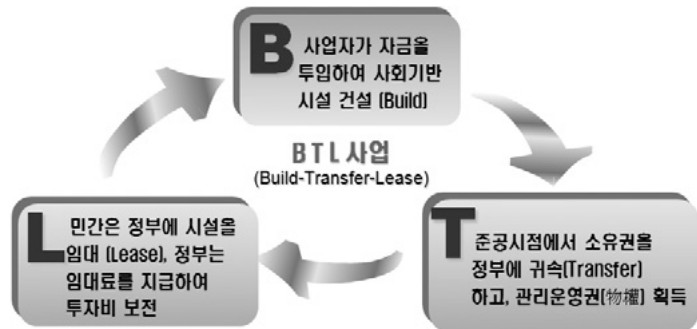 B 사업자가 자금을
투입하여 사회기반
시설 건설 (Build)
BTL사업
(Build-Transfer-Lease)
L 민간은 정부에 시설을
임대 (Lease), 정부는
임대료를 지급하여
투자비 보전
T 준공시점에서 소유권을
정부에 귀속(Transfer)
하고, 관리운영권(物權) 획득